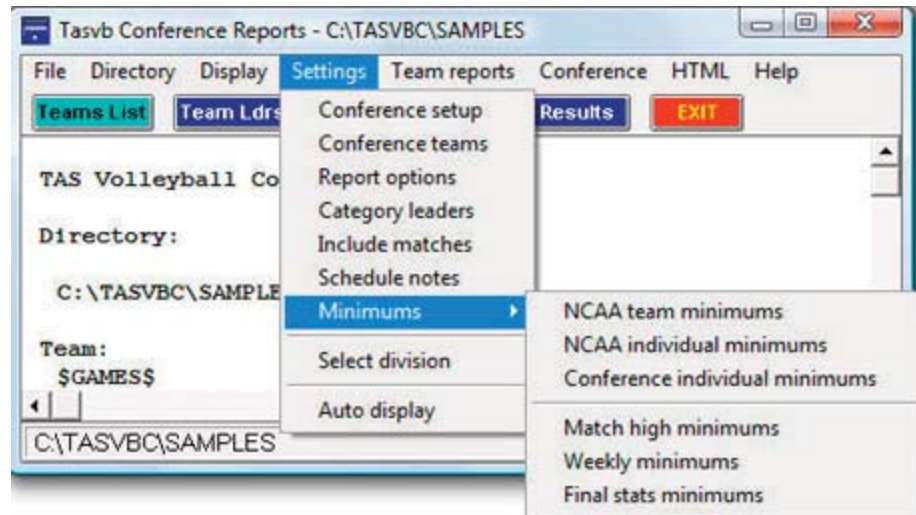 Tasvb Conference Reports - C:\TASVBC\SAMPLES
File Directory Display Settings Team reports Conference HTML Help
Teams List Team Ldrs Results EXIT
Conference setup
Conference teams
Report options
Category leaders
Include matches
Schedule notes
Minimums
Select division
Auto display
TAS Volleyball Co
Directory:
C:\TASVBC\SAMPLE
Team:
$GAMES$
C:\TASVBC\SAMPLES
NCAA team minimums
NCAA individual minimums
Conference individual minimums
Match high minimums
Weekly minimums
Final stats minimums